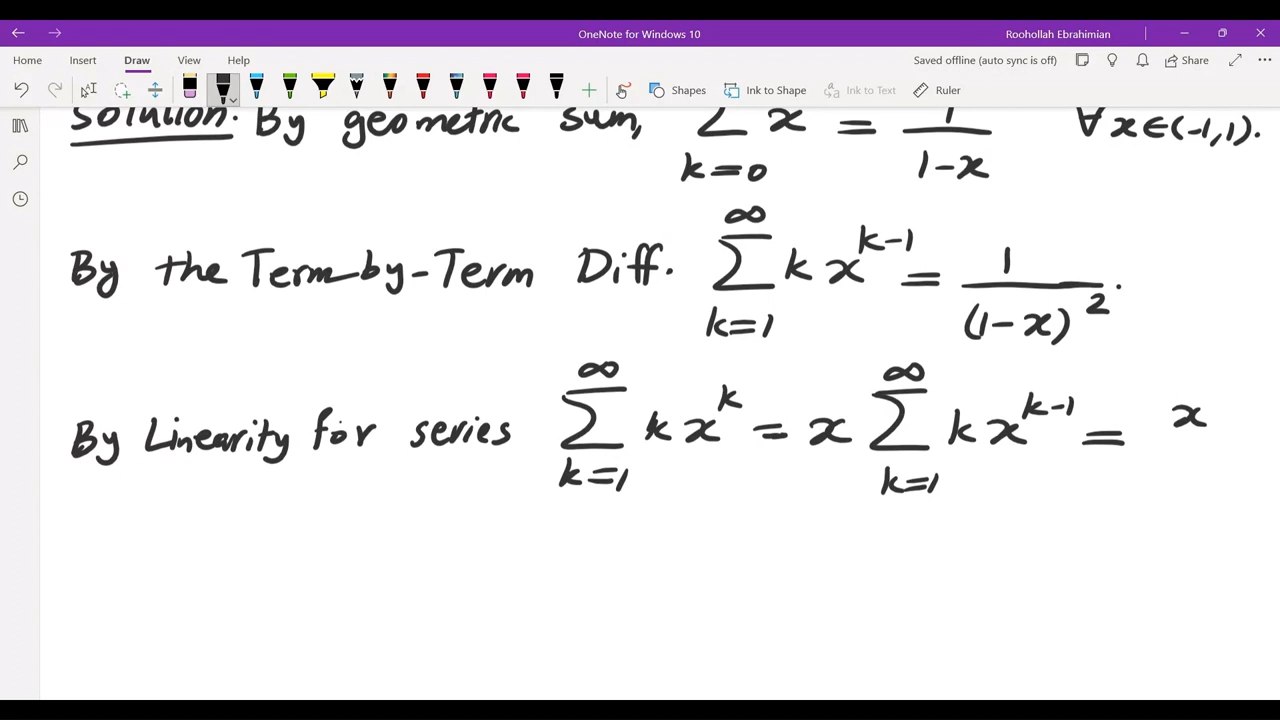 OneNote for Windows 10
Roohollah Ebrahimian
Home Insert Draw View Help
Saved offline (auto sync is off) Share
Shapes Ink to Shape Ink to Text Ruler
Solution: By geometric sum, ∑ x = 1/(1-x) ∀ x∈(-1,1).
k=0
By the Term-by-Term Diff. ∑_{k=1}^{∞} k x^{k-1} = 1/(1-x)^2.
By Linearity for series ∑_{k=1}^{∞} k x^k = x ∑_{k=1}^{∞} k x^{k-1} = x